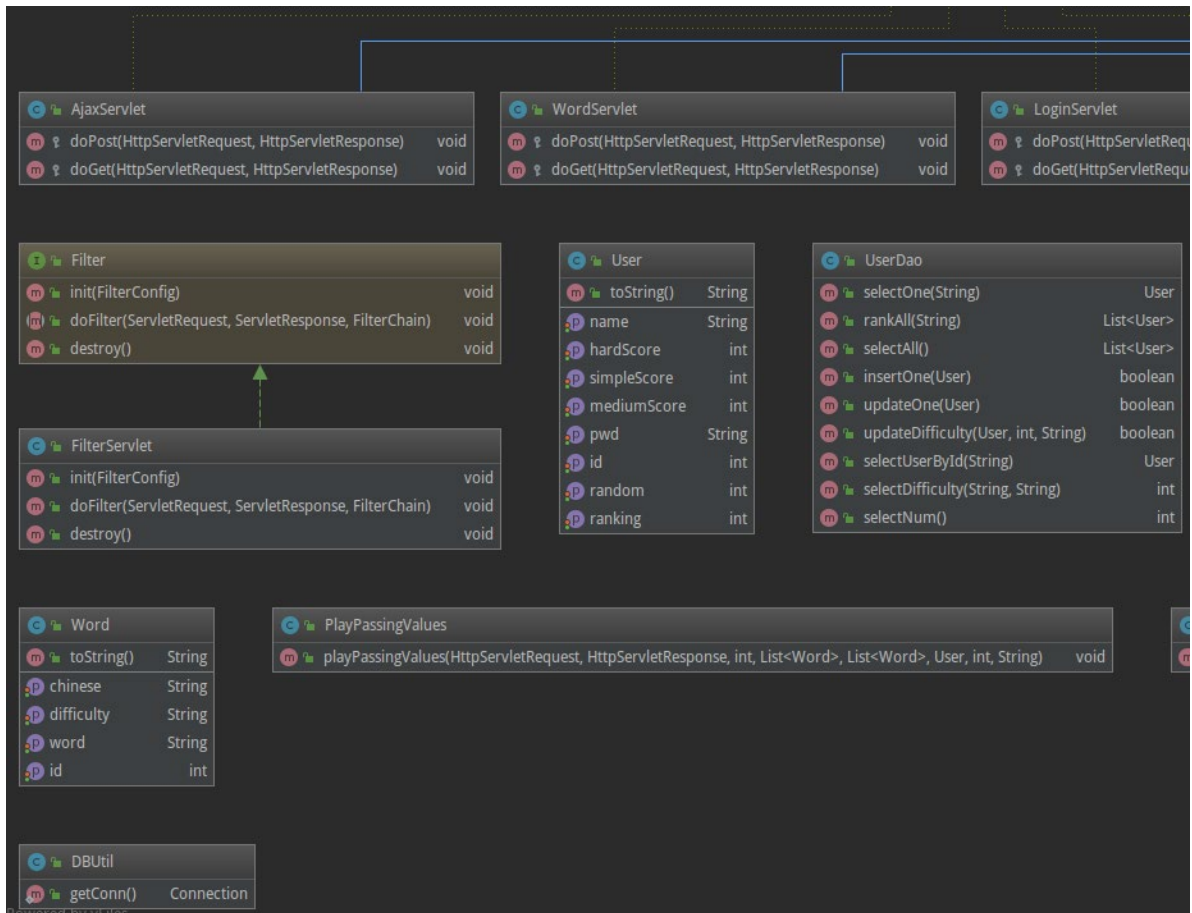 AjaxServlet
doPost(HttpServletRequest, HttpServletResponse) void
doGet(HttpServletRequest, HttpServletResponse) void
WordServlet
doPost(HttpServletRequest, HttpServletResponse) void
doGet(HttpServletRequest, HttpServletResponse) void
LoginServlet
doPost(HttpServletRequ
doGet(HttpServletReque
Filter
init(FilterConfig) void
doFilter(ServletRequest, ServletResponse, FilterChain) void
destroy() void
FilterServlet
init(FilterConfig) void
doFilter(ServletRequest, ServletResponse, FilterChain) void
destroy() void
User
toString() String
name String
hardScore int
simpleScore int
mediumScore int
pwd String
id int
random int
ranking int
UserDao
selectOne(String) User
rankAll(String) List<User>
selectAll() List<User>
insertOne(User) boolean
updateOne(User) boolean
updateDifficulty(User, int, String) boolean
selectUserById(String) User
selectDifficulty(String, String) int
selectNum() int
Word
toString() String
chinese String
difficulty String
word String
id int
PlayPassingValues
playPassingValues(HttpServletRequest, HttpServletResponse, int, List<Word>, List<Word>, User, int, String) void
DBUtil
getConn() Connection